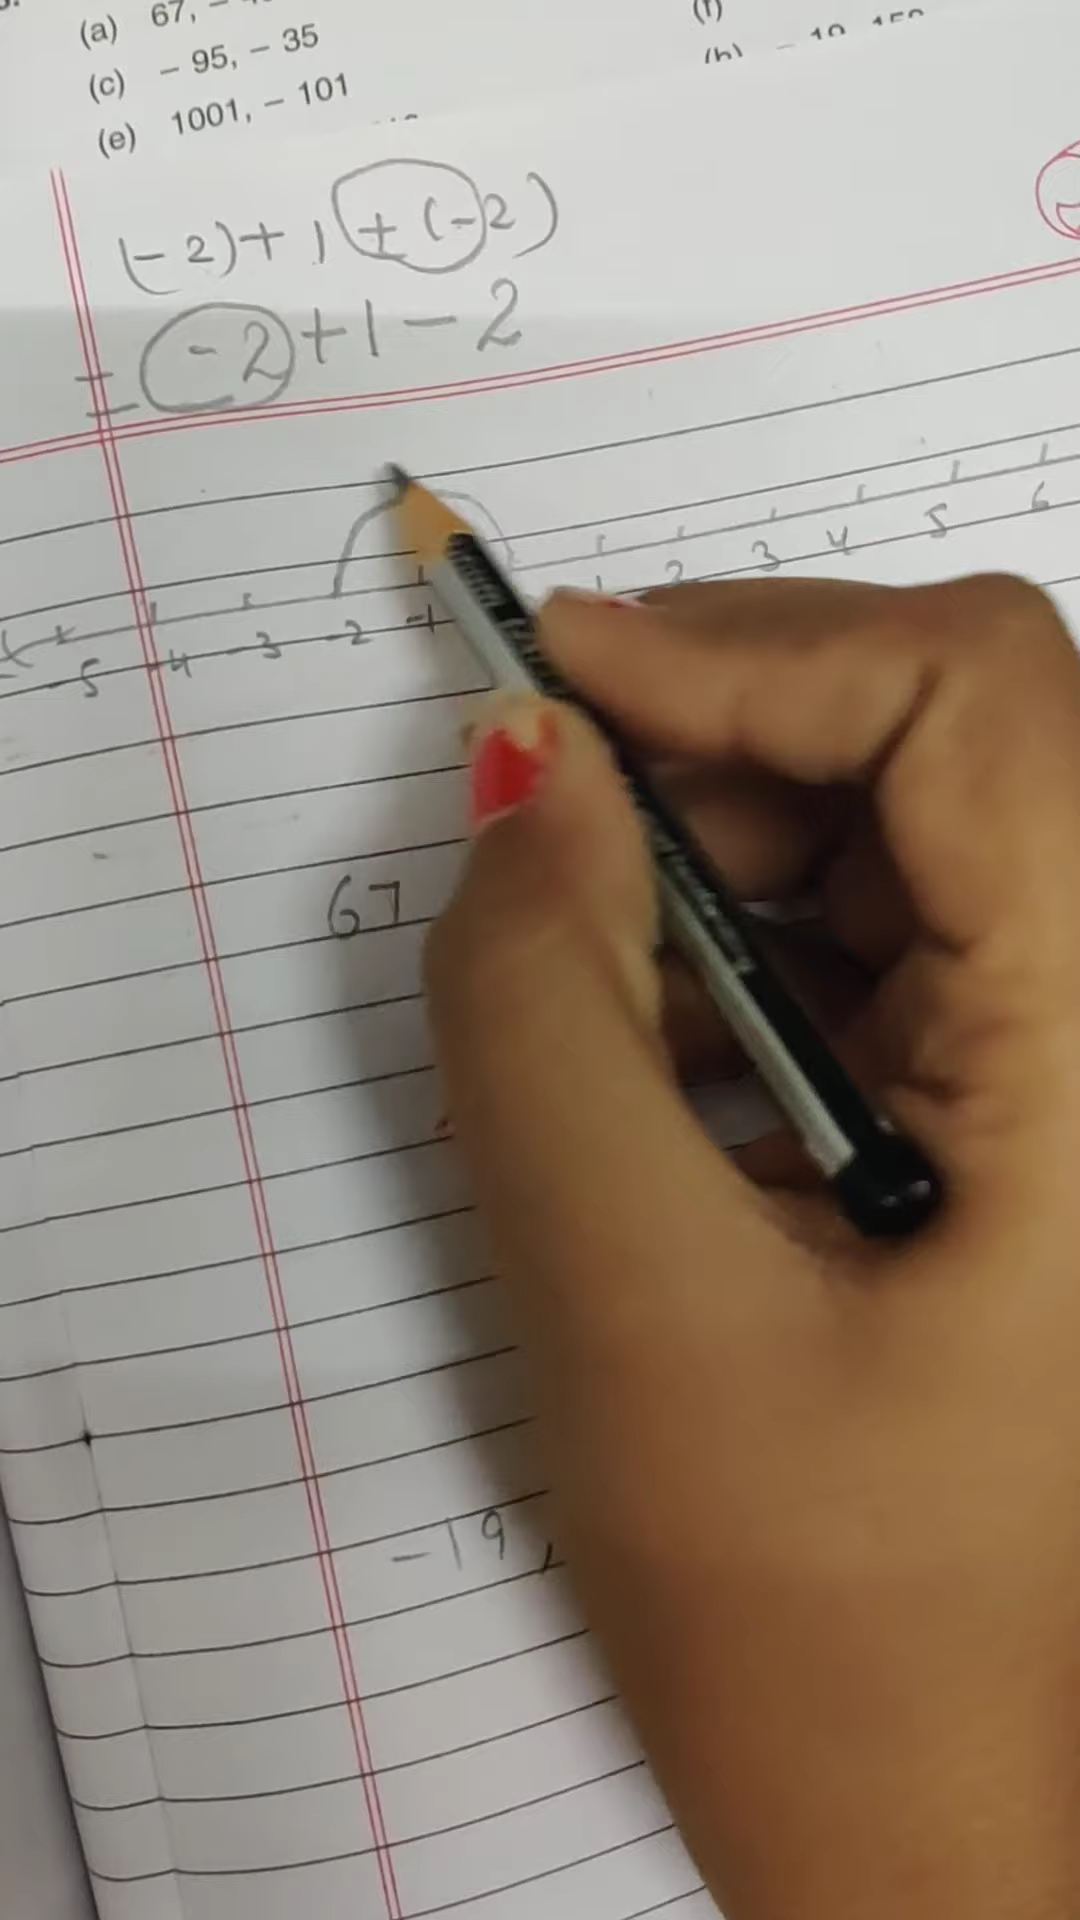 (a) 67, -
(c) - 95, - 35
(e) 1001, - 101
(f)
(h)
(-2)+1+(-2)
= -2+1-2
5 -4 -3 -2 -1 1 2 3 4 5 6
67
-19,